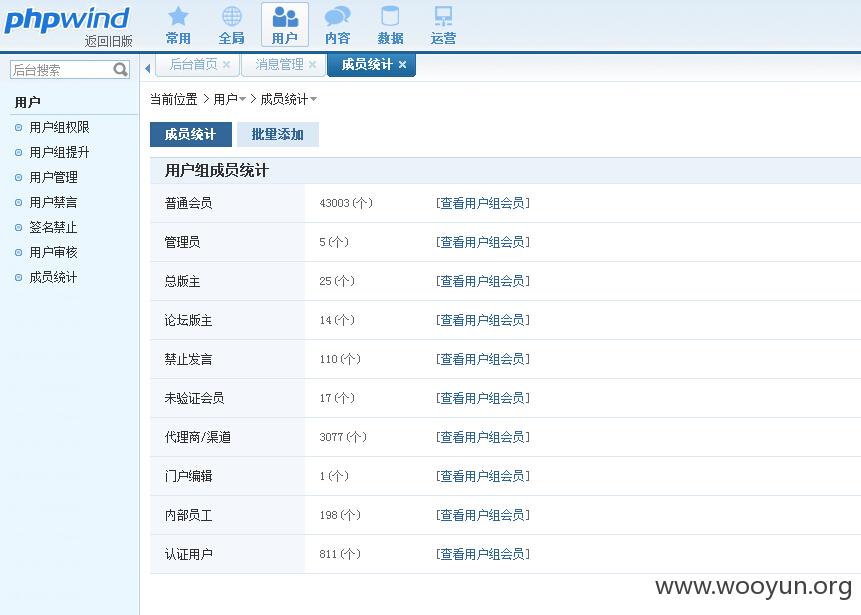 phpwind
返回旧版
常用 全局 用户 内容 数据 运营
后台搜索
后台首页 × 消息管理 × 成员统计 ×
当前位置 > 用户 > 成员统计
用户
用户组权限
用户组提升
用户管理
用户禁言
签名禁止
用户审核
成员统计
成员统计 批量添加
用户组成员统计
普通会员 43003(个) [查看用户组会员]
管理员 5(个) [查看用户组会员]
总版主 25(个) [查看用户组会员]
论坛版主 14(个) [查看用户组会员]
禁止发言 110(个) [查看用户组会员]
未验证会员 17(个) [查看用户组会员]
代理商/渠道 3077(个) [查看用户组会员]
门户编辑 1(个) [查看用户组会员]
内部员工 198(个) [查看用户组会员]
认证用户 811(个) [查看用户组会员]
www.wooyun.org